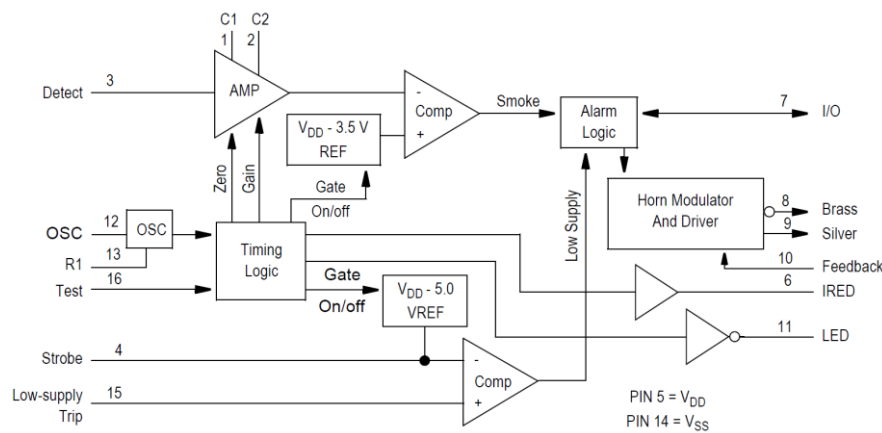 C1 C2
1 2
Detect 3
AMP
-
Comp
+
Smoke
Alarm
Logic
7 I/O
VDD - 3.5 V
REF
Zero
Gain
Gate
On/off
Low Supply
Horn Modulator
And Driver
8 Brass
9 Silver
10 Feedback
6 IRED
OSC 12
OSC
R1 13
Test 16
Timing
Logic
Gate
On/off
VDD - 5.0
VREF
11 LED
Strobe 4
-
Comp
+
Low-supply 15
Trip
PIN 5 = VDD
PIN 14 = VSS